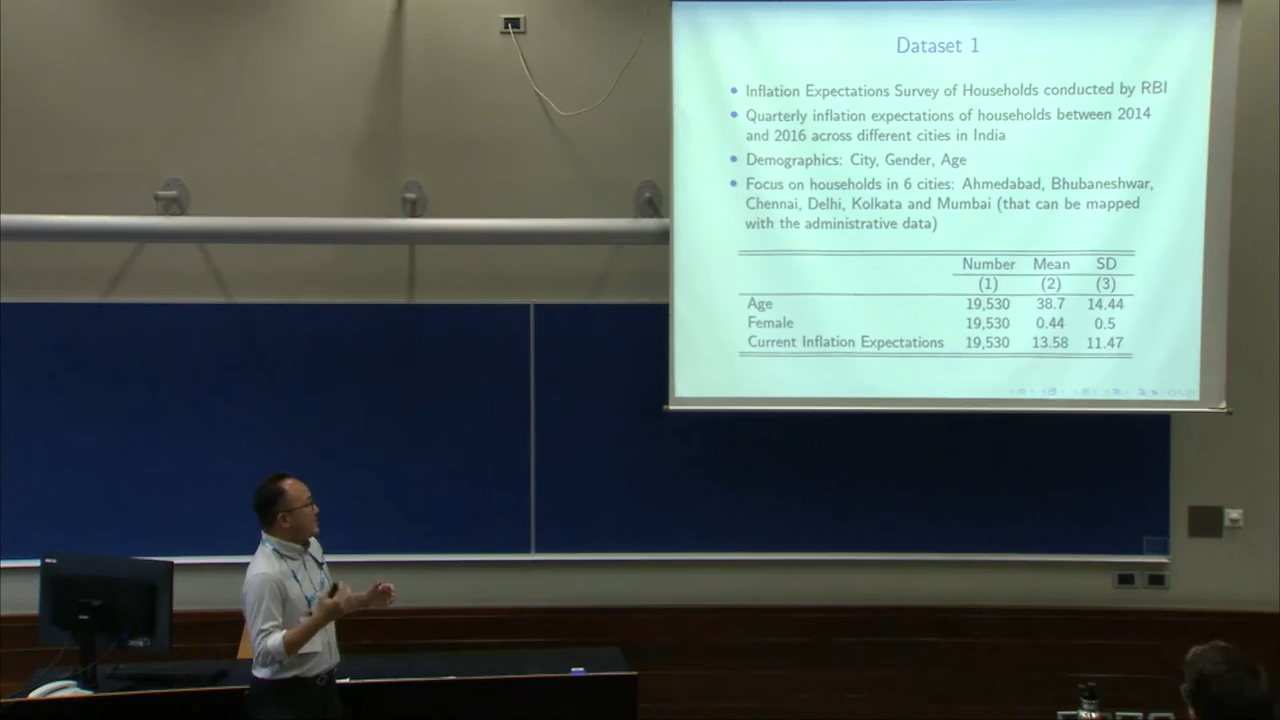 Dataset 1
Inflation Expectations Survey of Households conducted by RBI
Quarterly inflation expectations of households between 2014
and 2016 across different cities in India
Demographics: City, Gender, Age
Focus on households in 6 cities: Ahmedabad, Bhubaneshwar,
Chennai, Delhi, Kolkata and Mumbai (that can be mapped
with the administrative data)
Number Mean SD
(1) (2) (3)
Age 19,530 38.7 14.44
Female 19,530 0.44 0.5
Current Inflation Expectations 19,530 13.58 11.47